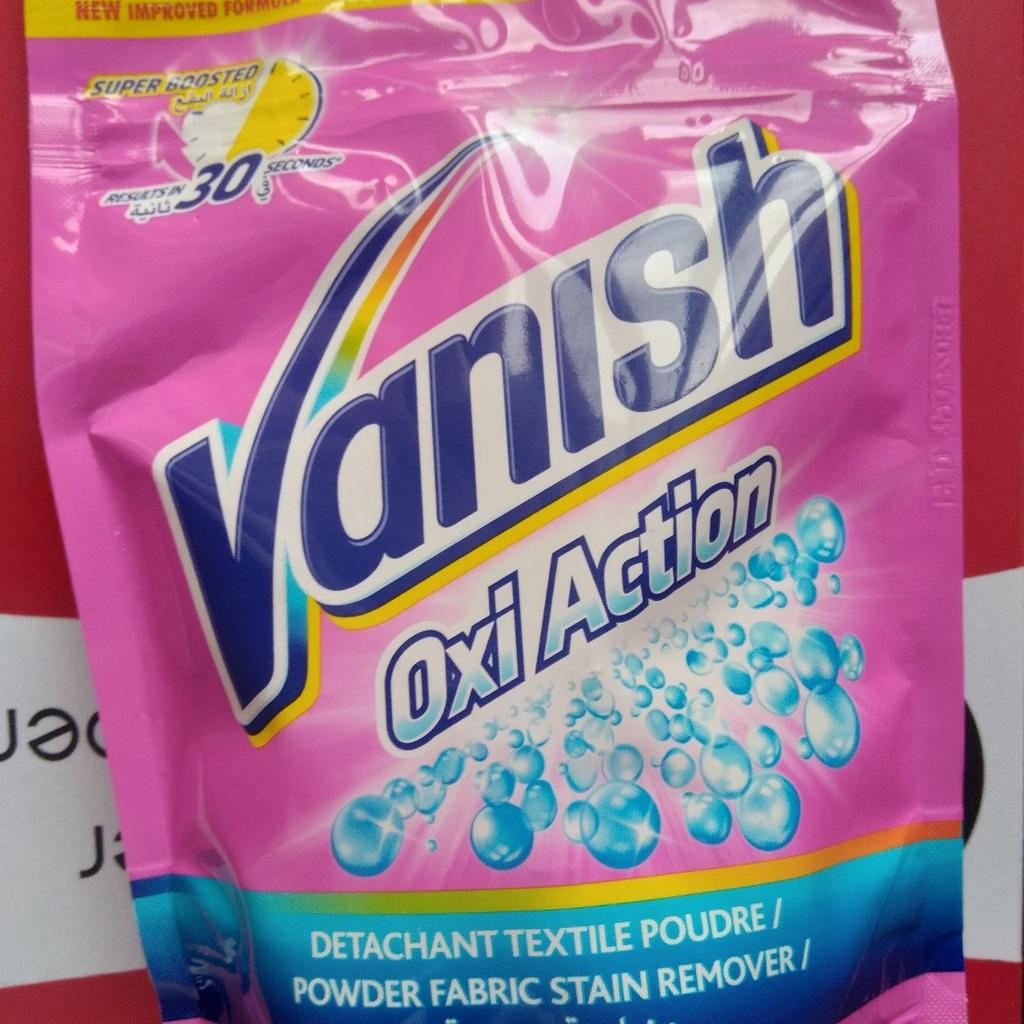 NEW IMPROVED FORMULA
SUPER BOOSTED
إزالة البقع
RESULTS IN 30 SECONDS*
ثانية
Vanish
Oxi Action
DETACHANT TEXTILE POUDRE /
POWDER FABRIC STAIN REMOVER /